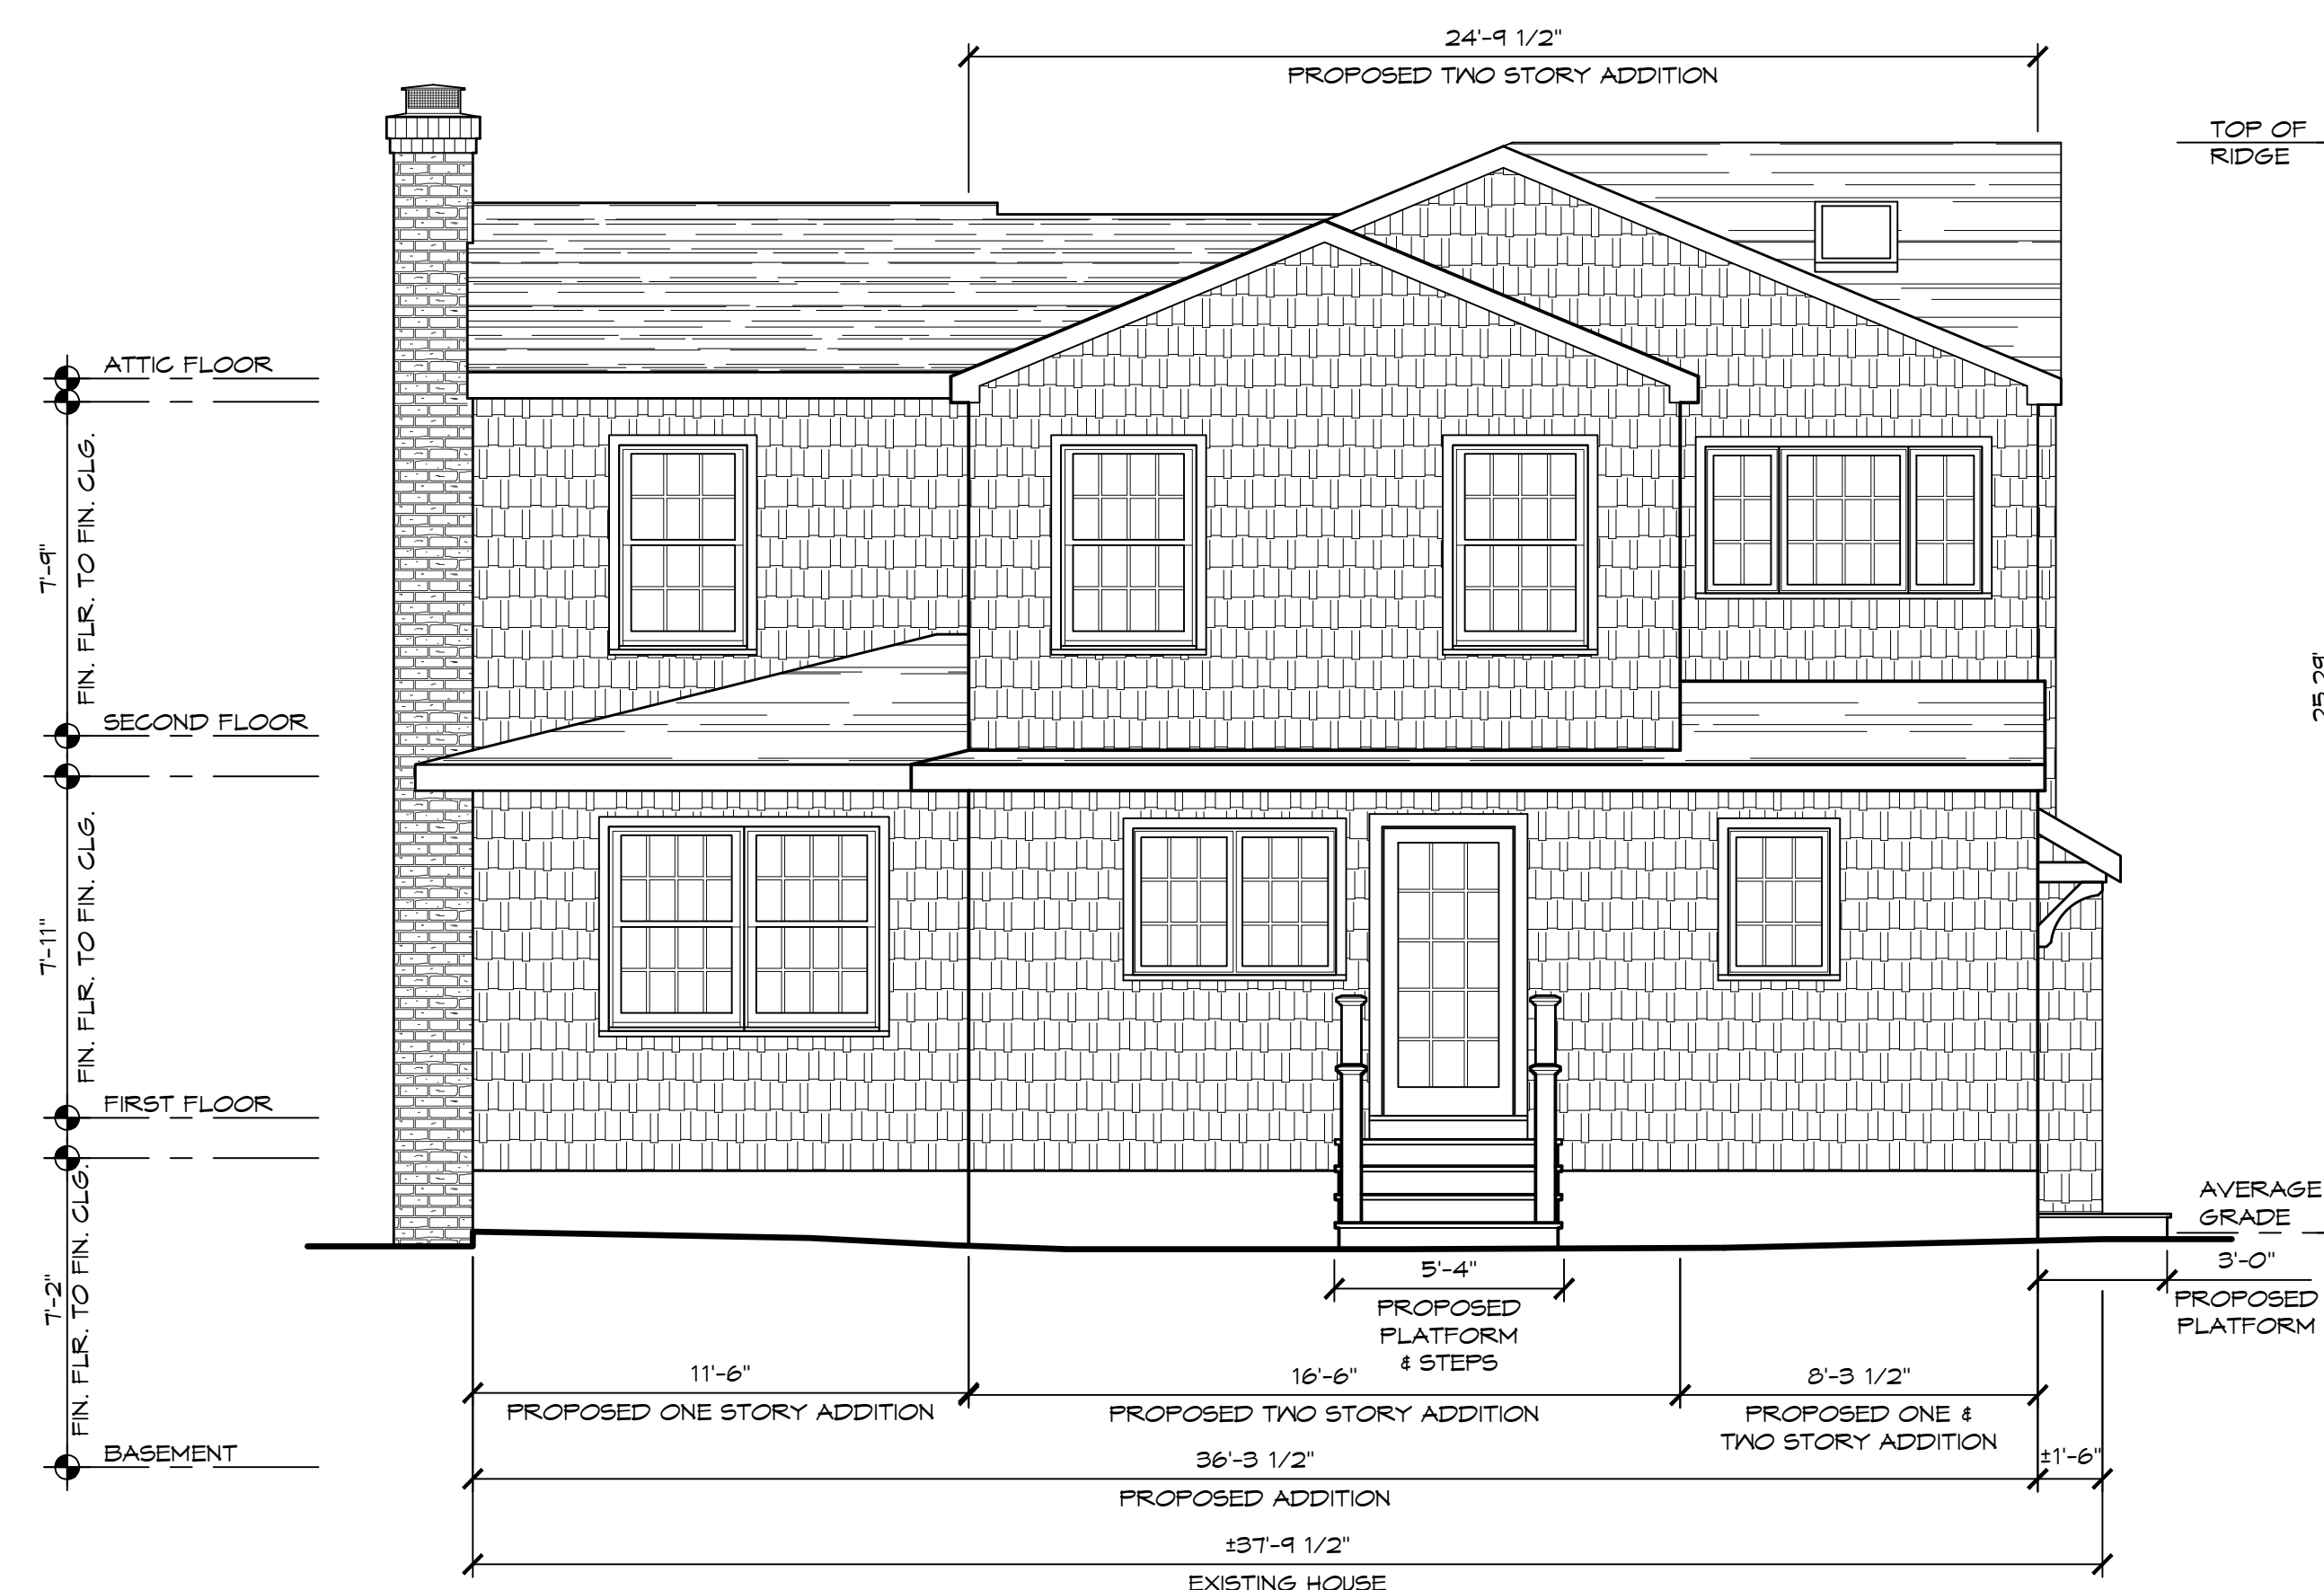 24'-9 1/2"
PROPOSED TWO STORY ADDITION
TOP OF
RIDGE
ATTIC FLOOR
7'-9"
FIN. FLR. TO FIN. CLG.
SECOND FLOOR
25.29'
7'-11"
FIN. FLR. TO FIN. CLG.
FIRST FLOOR
7'-2"
FIN. FLR. TO FIN. CLG.
BASEMENT
AVERAGE
GRADE
3'-0"
PROPOSED
PLATFORM
5'-4"
PROPOSED
PLATFORM
& STEPS
11'-6"
PROPOSED ONE STORY ADDITION
16'-6"
PROPOSED TWO STORY ADDITION
8'-3 1/2"
PROPOSED ONE &
TWO STORY ADDITION
36'-3 1/2"
PROPOSED ADDITION
±1'-6"
±37'-9 1/2"
EXISTING HOUSE